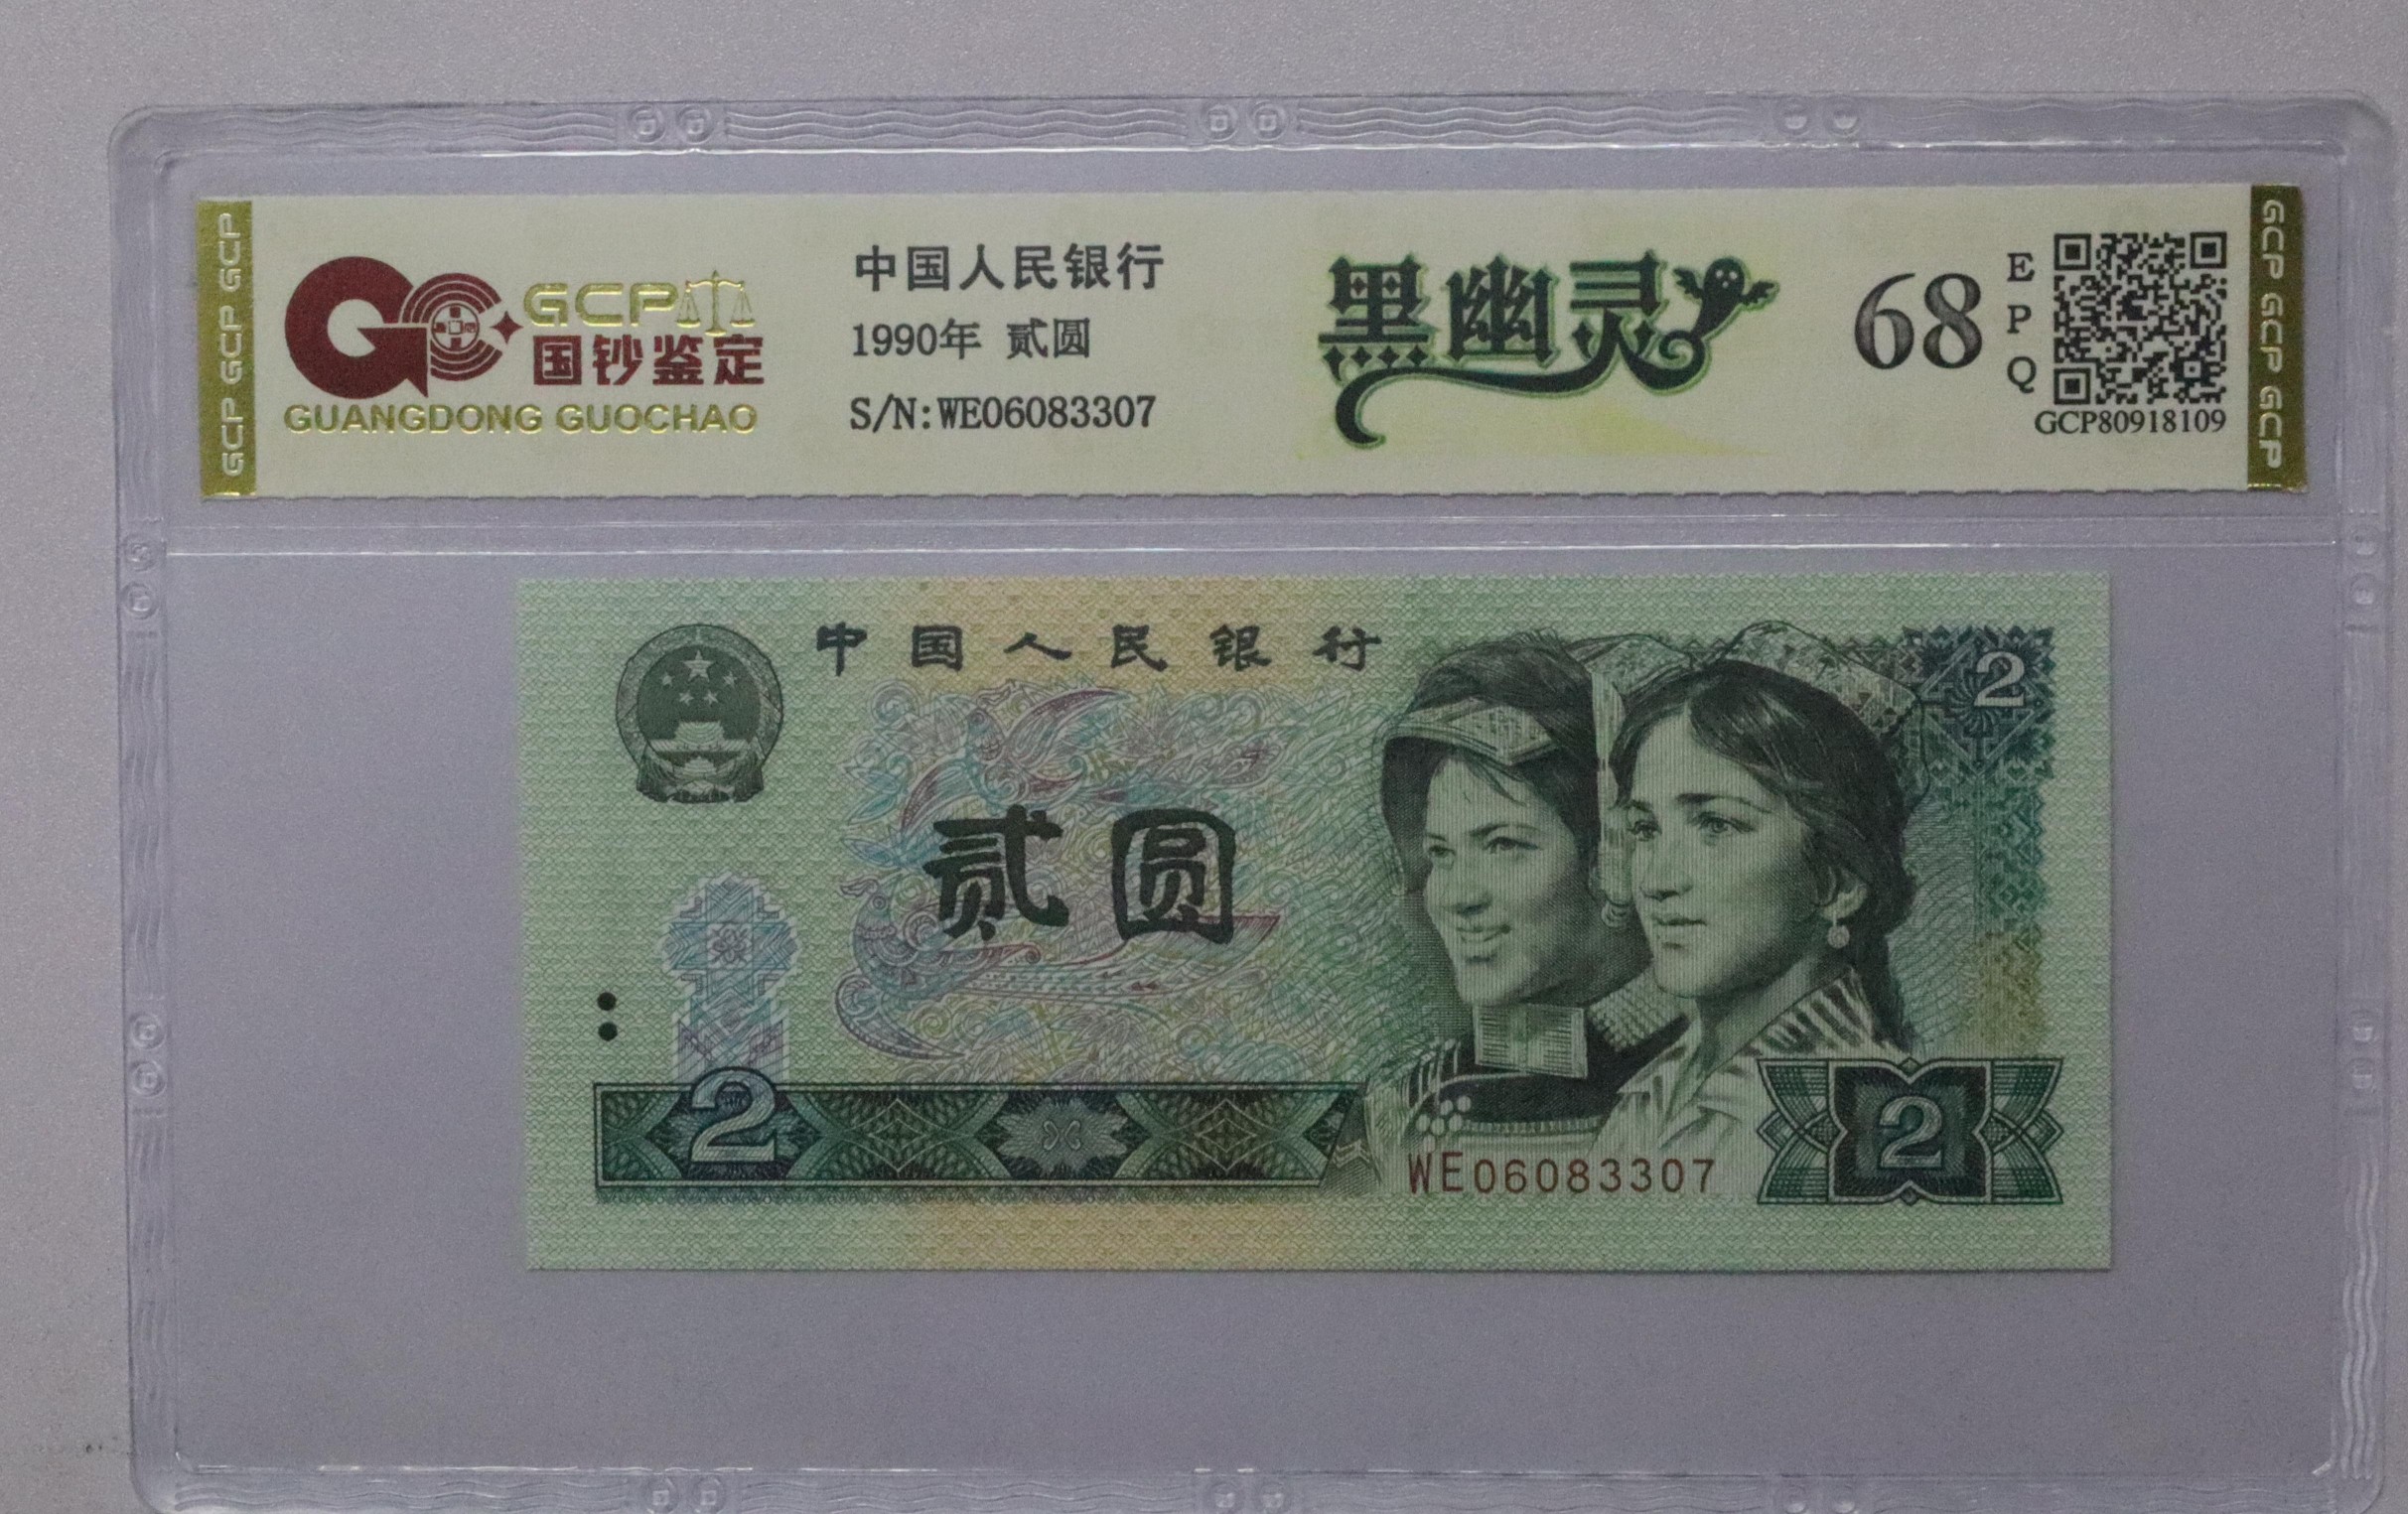 GCP GCP GCP
GCP
国钞鉴定
GUANGDONG GUOCHAO
中国人民银行
1990年 贰圆
S/N:WE06083307
黑幽灵
68
EPQ
GCP80918109
GCP GCP GCP
中国人民银行
2
贰圆
2
WE06083307
2